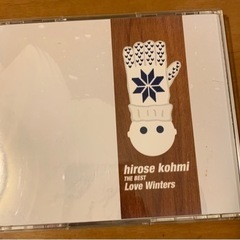 hirose kohmi
THE BEST
Love Winters